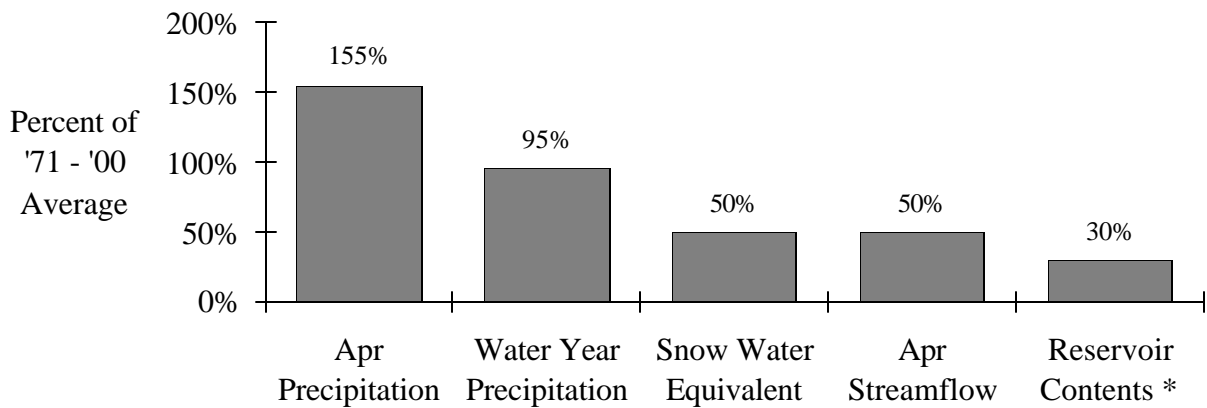 200%
155%
150%
Percent of
'71 - '00
Average
95%
100%
50%
50%
30%
50%
0%
Apr
Precipitation
Water Year
Precipitation
Snow Water
Equivalent
Apr
Streamflow
Reservoir
Contents *